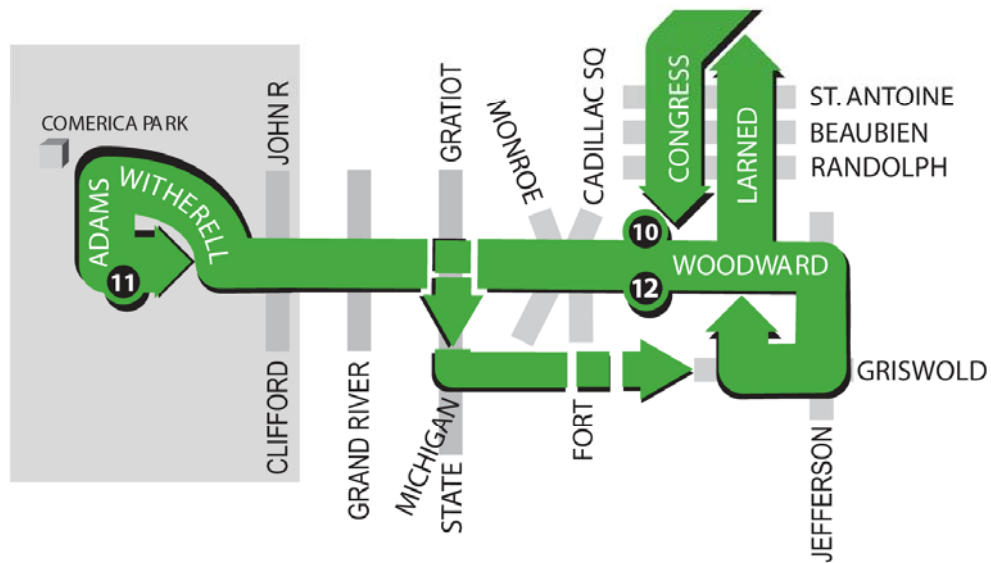 COMERICA PARK
ADAMS
WITHERELL
11
JOHN R
GRATIOT
MONROE
CADILLAC SQ
CONGRESS
LARNED
ST. ANTOINE
BEAUBIEN
RANDOLPH
10
12
WOODWARD
GRISWOLD
CLIFFORD
GRAND RIVER
MICHIGAN
STATE
FORT
JEFFERSON